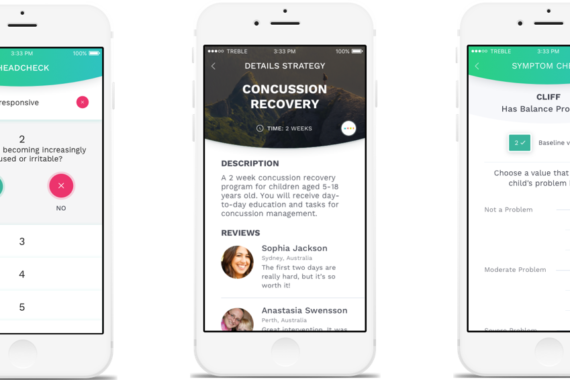 3:33 PM
100%
HEADCHECK
responsive
2
becoming increasingly
used or irritable?
NO
3
4
5
TREBLE
3:33 PM
100%
DETAILS STRATEGY
CONCUSSION
RECOVERY
TIME: 2 WEEKS
DESCRIPTION
A 2 week concussion recovery
program for children aged 5-18
years old. You will receive day-
to-day education and tasks for
concussion management.
REVIEWS
Sophia Jackson
Sydney, Australia
The first two days are
really hard, but it's so
worth it!
Anastasia Swensson
Perth, Australia
Great intervention, it was
TREBLE
3:33 PM
SYMPTOM CH
CLIFF
Has Balance Pro
2
Baseline v
Choose a value that
child's problem
Not a Problem
Moderate Problem
Severe Problem